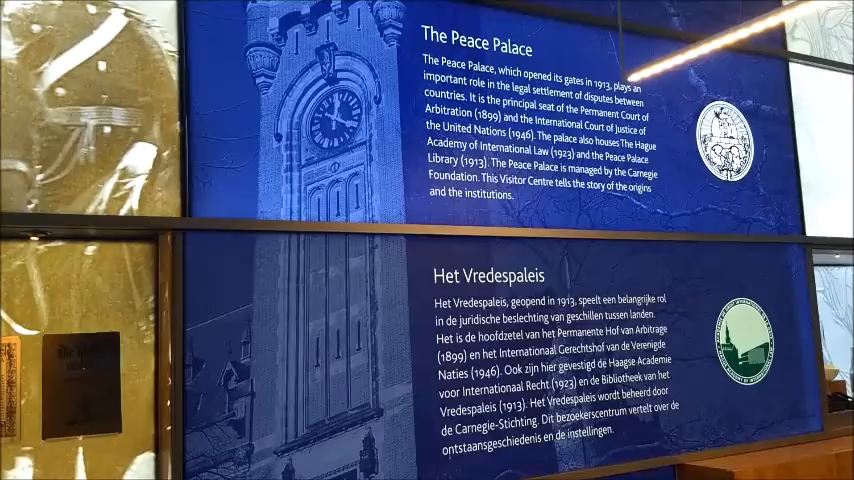 The Peace Palace
The Peace Palace, which opened its gates in 1913, plays an
important role in the legal settlement of disputes between
countries. It is the principal seat of the Permanent Court of
Arbitration (1899) and the International Court of Justice of
the United Nations (1946). The palace also houses The Hague
Academy of International Law (1923) and the Peace Palace
Library (1913). The Peace Palace is managed by the Carnegie
Foundation. This Visitor Centre tells the story of the origins
and the institutions.
Het Vredespaleis
Het Vredespaleis, geopend in 1913, speelt een belangrijke rol
in de juridische beslechting van geschillen tussen landen.
Het is de hoofdzetel van het Permanente Hof van Arbitrage
(1899) en het Internationaal Gerechtshof van de Verenigde
Naties (1946). Ook zijn hier gevestigd de Haagse Academie
voor Internationaal Recht (1923) en de Bibliotheek van het
Vredespaleis (1913). Het Vredespaleis wordt beheerd door
de Carnegie-Stichting. Dit bezoekerscentrum vertelt over de
ontstaansgeschiedenis en de instellingen.